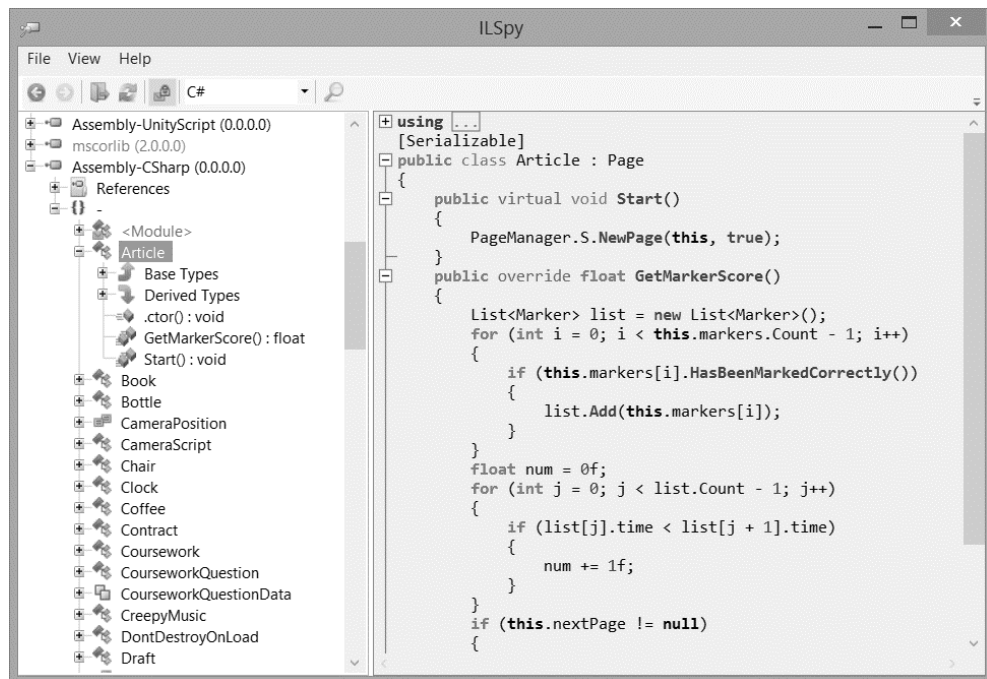 ILSpy
File View Help
C#
Assembly-UnityScript (0.0.0.0)
mscorlib (2.0.0.0)
Assembly-CSharp (0.0.0.0)
References
{} -
<Module>
Article
Base Types
Derived Types
.ctor() : void
GetMarkerScore() : float
Start() : void
Book
Bottle
CameraPosition
CameraScript
Chair
Clock
Coffee
Contract
Coursework
CourseworkQuestion
CourseworkQuestionData
CreepyMusic
DontDestroyOnLoad
Draft
using ...
[Serializable]
public class Article : Page
{
public virtual void Start()
{
PageManager.S.NewPage(this, true);
}
public override float GetMarkerScore()
{
List<Marker> list = new List<Marker>();
for (int i = 0; i < this.markers.Count - 1; i++)
{
if (this.markers[i].HasBeenMarkedCorrectly())
{
list.Add(this.markers[i]);
}
}
float num = 0f;
for (int j = 0; j < list.Count - 1; j++)
{
if (list[j].time < list[j + 1].time)
{
num += 1f;
}
}
if (this.nextPage != null)
{